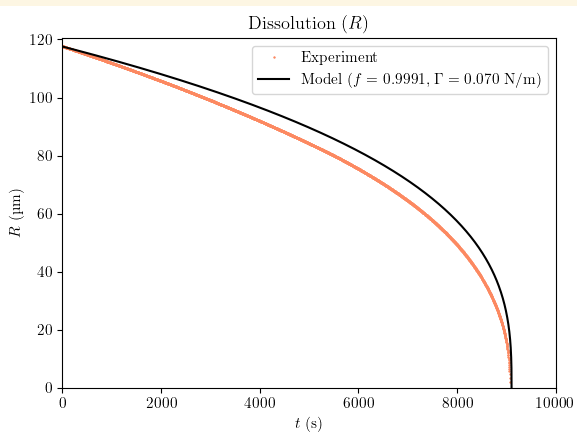 Dissolution (R)
120
100
80
60
40
20
0
R (µm)
Experiment
Model (f = 0.9991, Γ = 0.070 N/m)
0 2000 4000 6000 8000 10000
t (s)